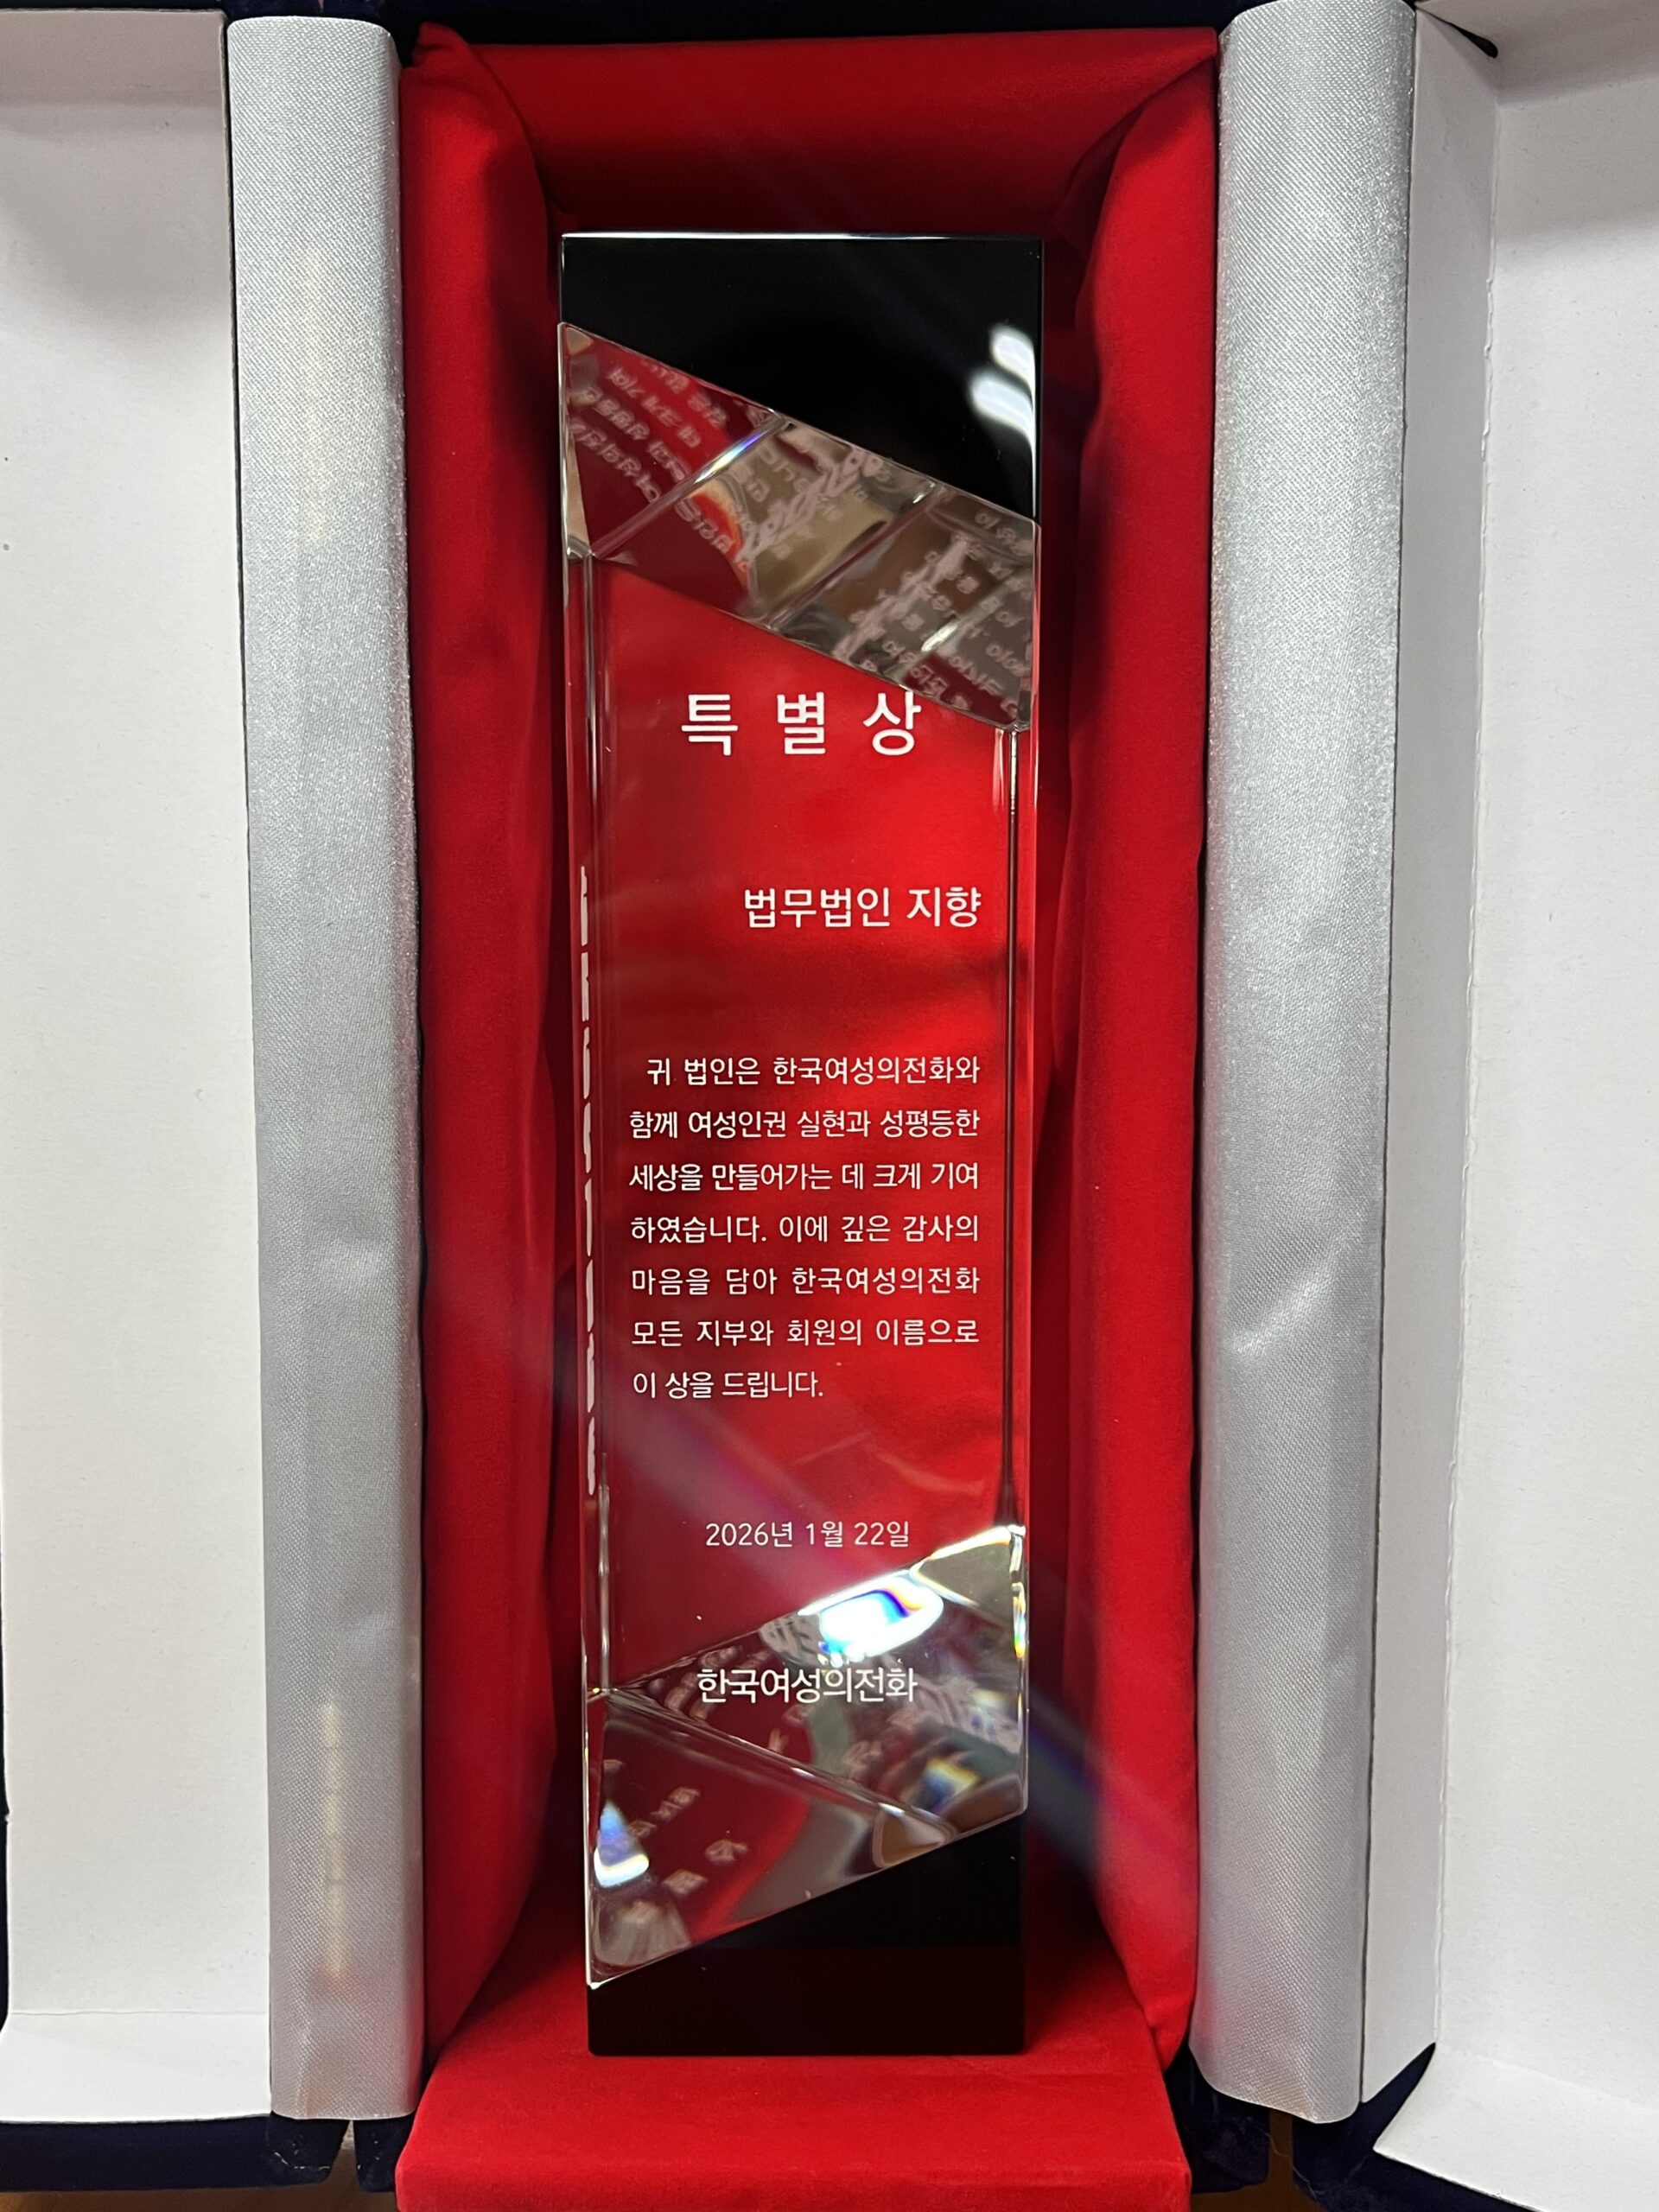 특별상
법무법인 지향
귀 법인은 한국여성의전화와
함께 여성인권 실현과 성평등한
세상을 만들어가는 데 크게 기여
하였습니다. 이에 깊은 감사의
마음을 담아 한국여성의전화
모든 지부와 회원의 이름으로
이 상을 드립니다.
2026년 1월 22일
한국여성의전화